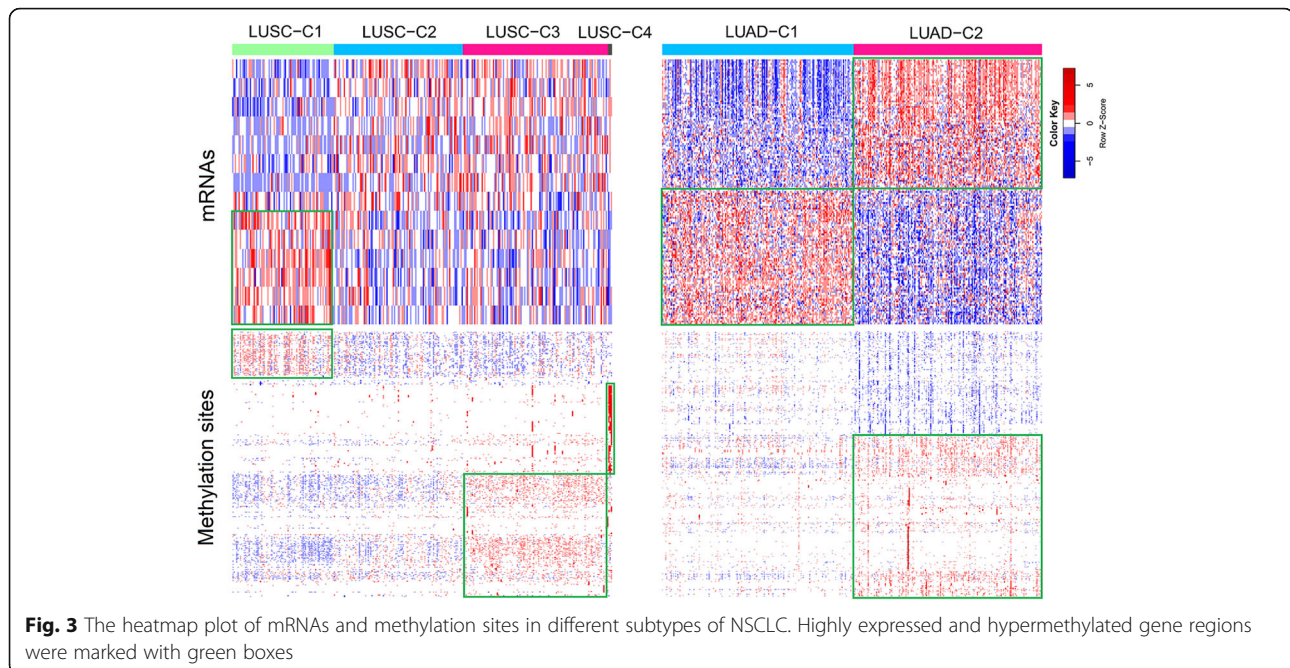 LUSC-C1 LUSC-C2 LUSC-C3 LUSC-C4 LUAD-C1 LUAD-C2
mRNAs
Methylation sites
Color Key
5
0
-5
Row Z-Score
Fig. 3 The heatmap plot of mRNAs and methylation sites in different subtypes of NSCLC. Highly expressed and hypermethylated gene regions
were marked with green boxes